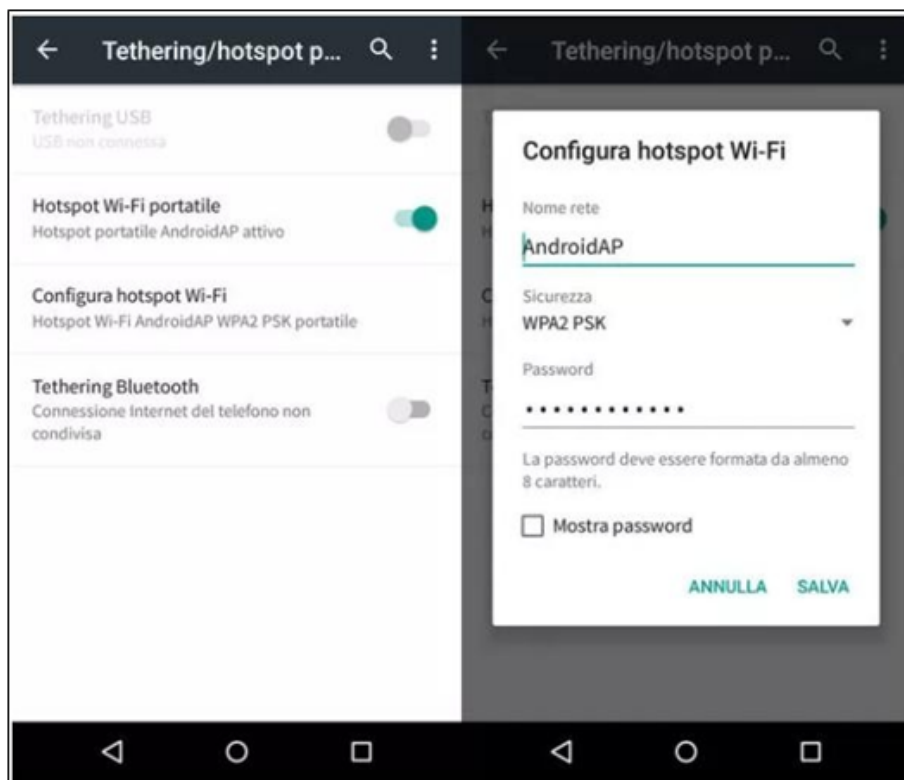 Tethering/hotspot p...
Tethering USB
USB non connessa
Hotspot Wi-Fi portatile
Hotspot portatile AndroidAP attivo
Configura hotspot Wi-Fi
Hotspot Wi-Fi AndroidAP WPA2 PSK portatile
Tethering Bluetooth
Connessione Internet del telefono non
condivisa
Tethering/hotspot p...
Configura hotspot Wi-Fi
Nome rete
AndroidAP
Sicurezza
WPA2 PSK
Password
••••••••••••
La password deve essere formata da almeno
8 caratteri.
Mostra password
ANNULLA SALVA